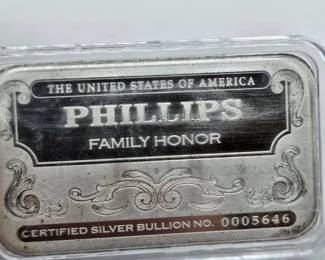 THE UNITED STATES OF AMERICA
PHILLIPS
FAMILY HONOR
CERTIFIED SILVER BULLION NO. 0005646